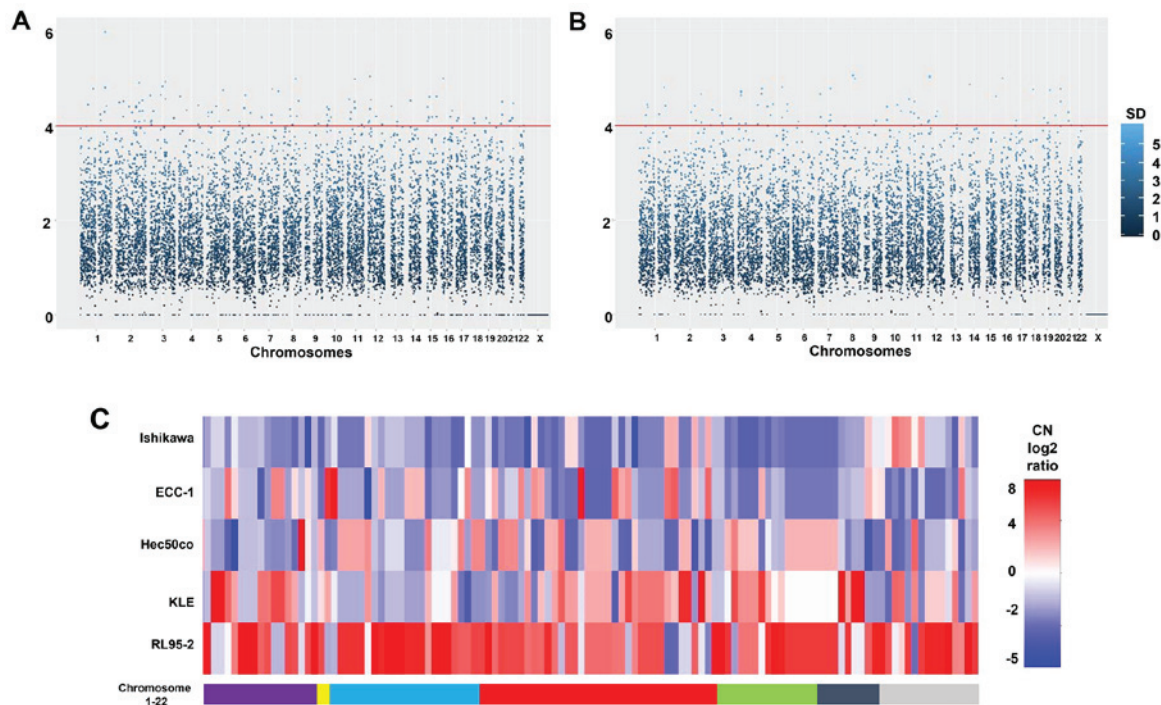 A
6
4
2
0
1 2 3 4 5 6 7 8 9 10 11 12 13 14 15 16 17 18 19 20 21 22 X
Chromosomes
B
6
4
2
0
1 2 3 4 5 6 7 8 9 10 11 12 13 14 15 16 17 18 19 20 21 22 X
Chromosomes
SD
5
4
3
2
1
0
C
Ishikawa
ECC-1
Hec50co
KLE
RL95-2
Chromosome
1-22
CN
log2
ratio
8
4
0
-2
-5